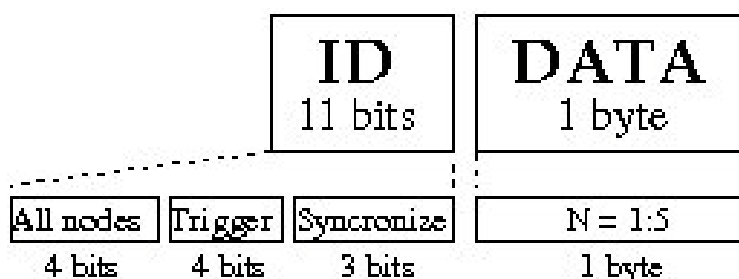 ID DATA
11 bits 1 byte
All nodes Trigger Syncronize N = 1:5
4 bits 4 bits 3 bits 1 byte